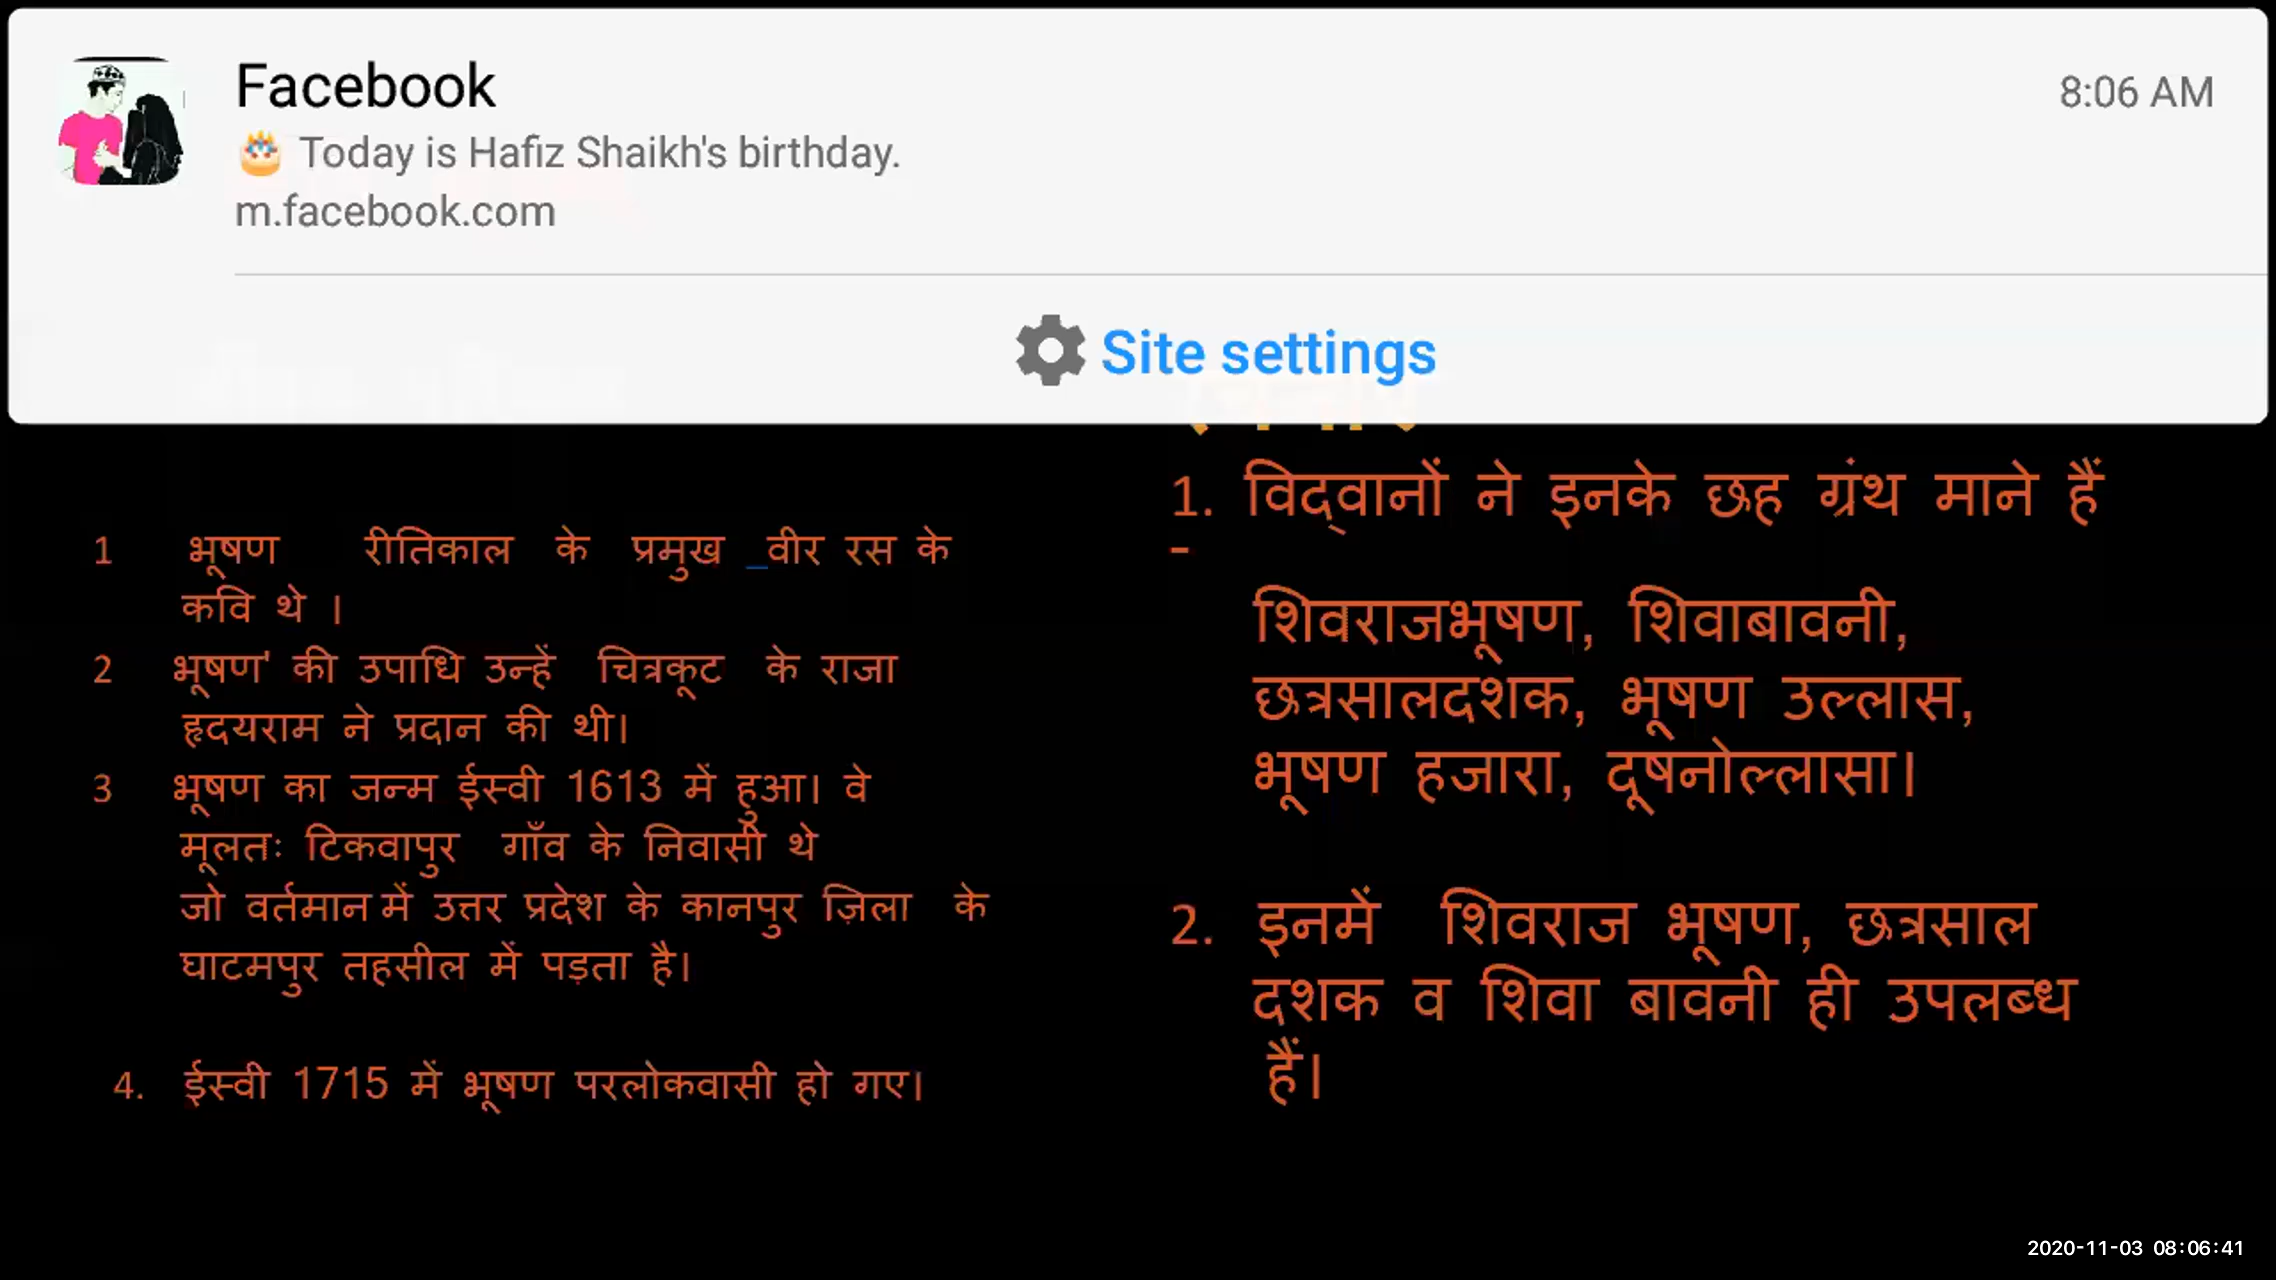 Facebook
8:06 AM
🎂 Today is Hafiz Shaikh's birthday.
m.facebook.com
Site settings
1 भूषण रीतिकाल के प्रमुख _वीर रस के
कवि थे ।
2 भूषण' की उपाधि उन्हें चित्रकूट के राजा
हृदयराम ने प्रदान की थी।
3 भूषण का जन्म ईस्वी 1613 में हुआ। वे
मूलतः टिकवापुर गाँव के निवासी थे
जो वर्तमान में उत्तर प्रदेश के कानपुर ज़िला के
घाटमपुर तहसील में पड़ता है।
4. ईस्वी 1715 में भूषण परलोकवासी हो गए।
1. विद्वानों ने इनके छह ग्रंथ माने हैं
-
शिवराजभूषण, शिवाबावनी,
छत्रसालदशक, भूषण उल्लास,
भूषण हजारा, दूषनोल्लासा।
2. इनमें शिवराज भूषण, छत्रसाल
दशक व शिवा बावनी ही उपलब्ध
हैं।
2020-11-03 08:06:41